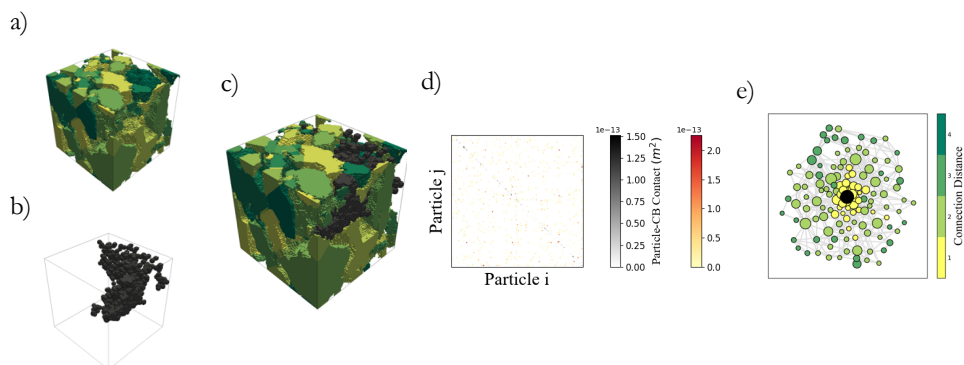 a)
b)
c)
d)
Particle j
Particle i
1e−13
1.50
1.25
1.00
0.75
0.50
0.25
0.00
Particle-CB Contact (m²)
1e−13
2.0
1.5
1.0
0.5
0.0
e)
4
3
2
1
Connection Distance